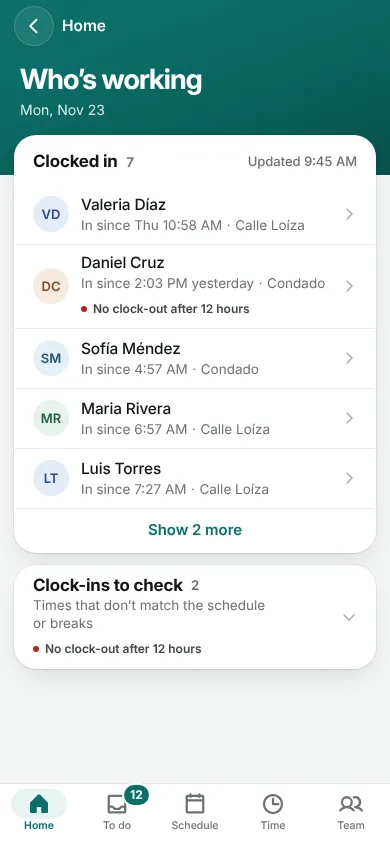 Home
Who's working
Mon, Nov 23
Clocked in 7
Updated 9:45 AM
VD
Valeria Díaz
In since Thu 10:58 AM · Calle Loíza
DC
Daniel Cruz
In since 2:03 PM yesterday · Condado
No clock-out after 12 hours
SM
Sofía Méndez
In since 4:57 AM · Condado
MR
Maria Rivera
In since 6:57 AM · Calle Loíza
LT
Luis Torres
In since 7:27 AM · Calle Loíza
Show 2 more
Clock-ins to check 2
Times that don't match the schedule
or breaks
No clock-out after 12 hours
12
Home
To do
Schedule
Time
Team